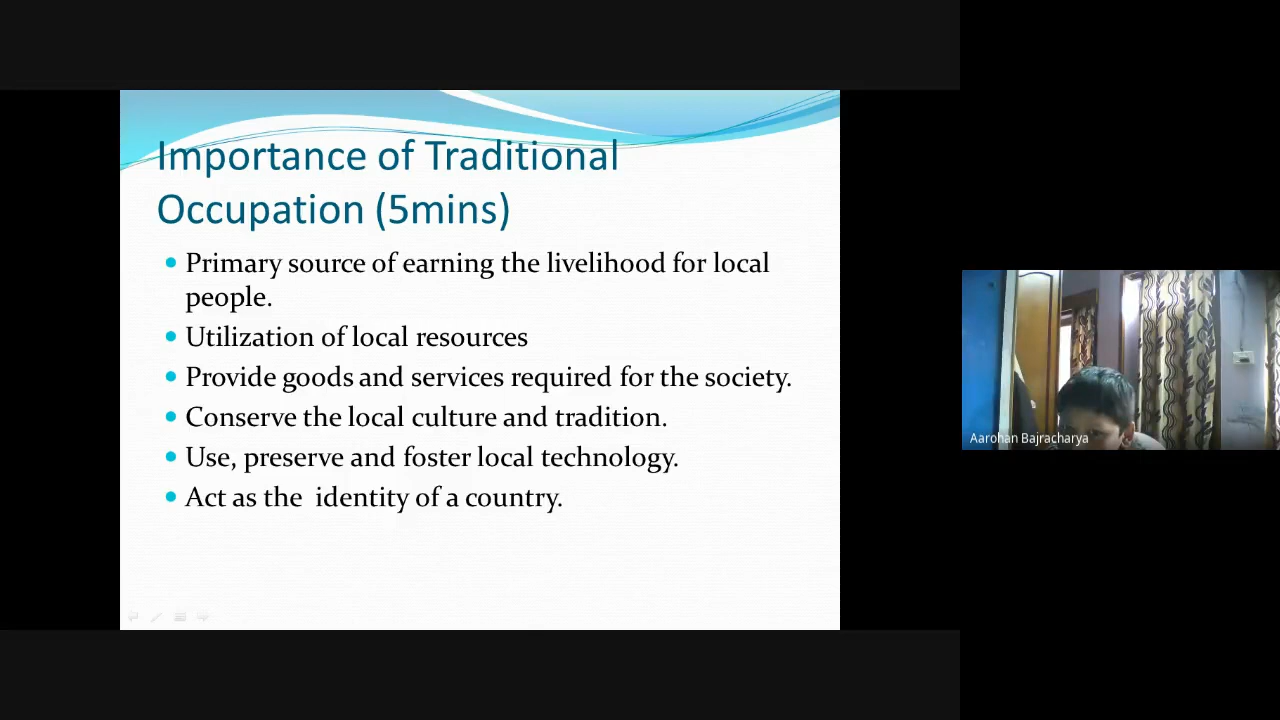 Importance of Traditional
Occupation (5mins)
Primary source of earning the livelihood for local
people.
Utilization of local resources
Provide goods and services required for the society.
Conserve the local culture and tradition.
Use, preserve and foster local technology.
Act as the  identity of a country.
Aarohan Bajracharya